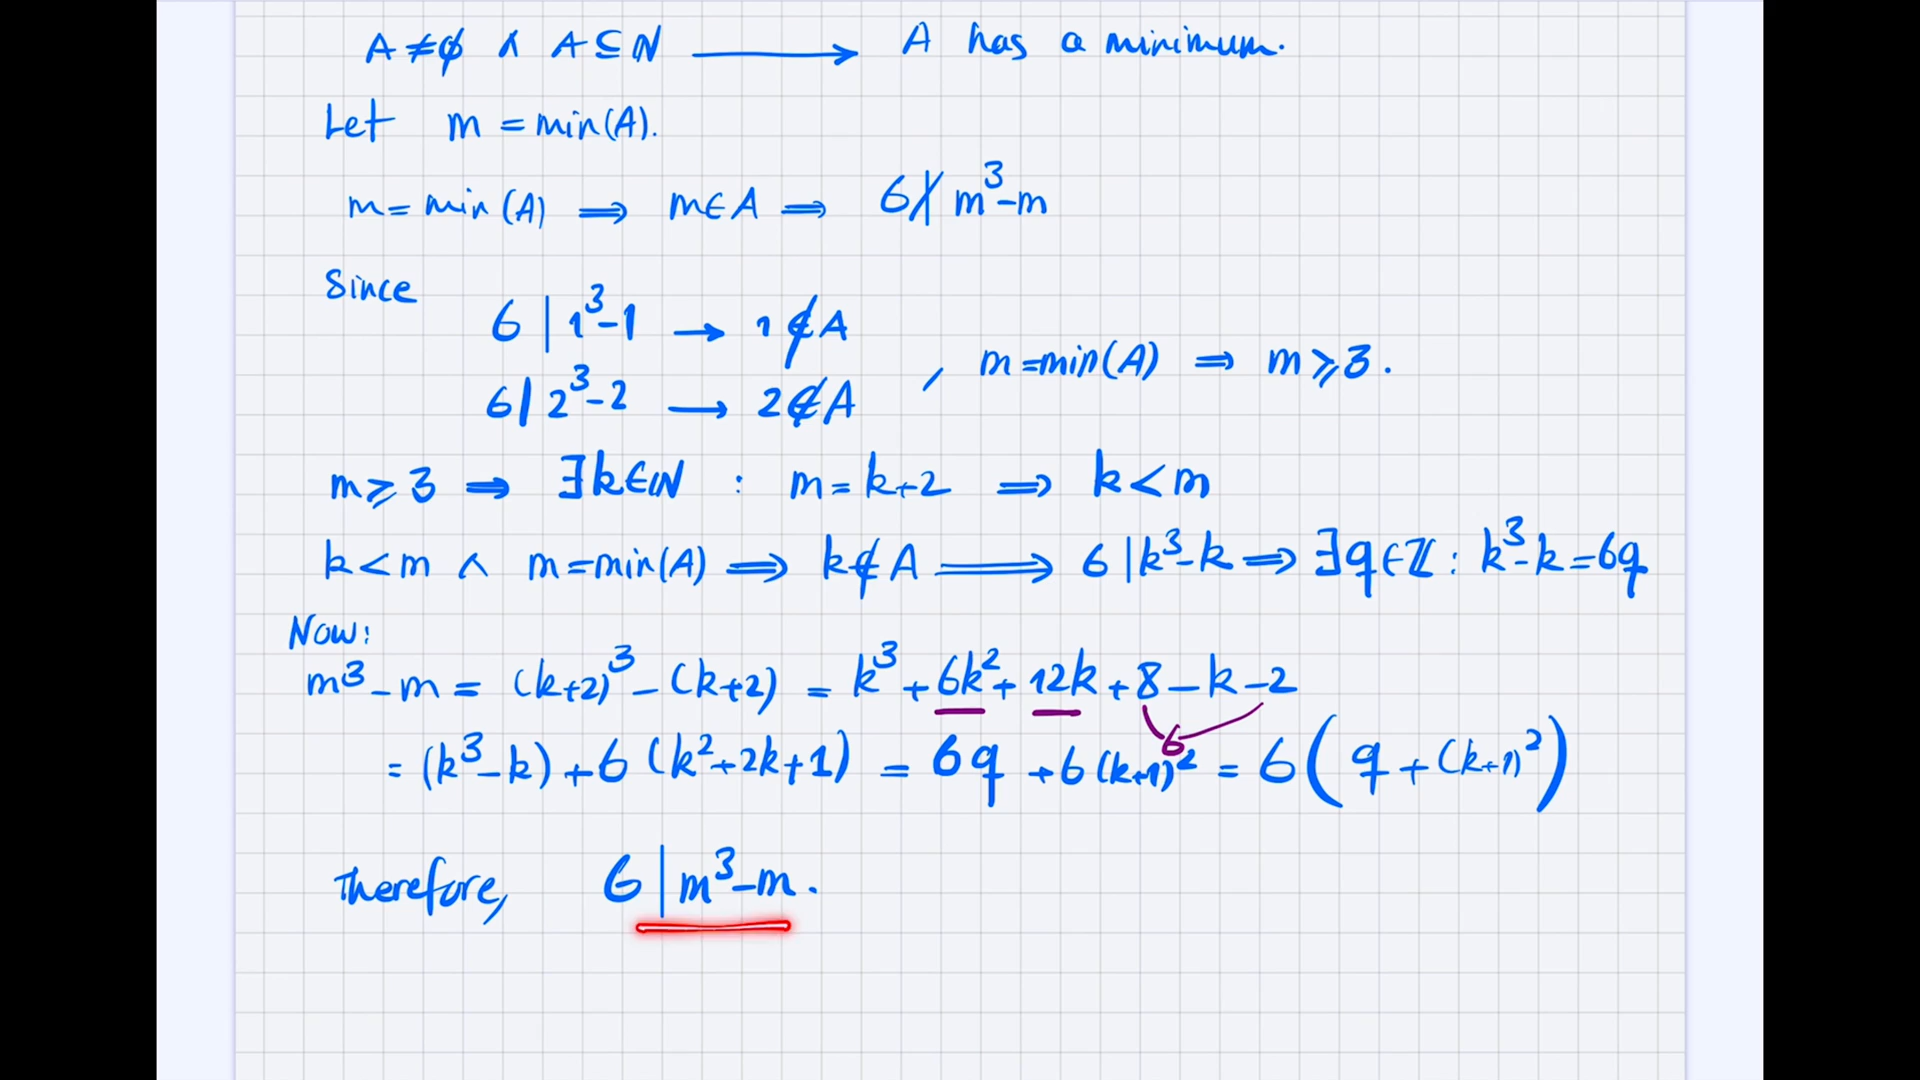 A ≠ ∅ ∧ A ⊆ ℕ ⟶ A has a minimum.
Let m = min(A).
m = min(A) ⟹ m ∈ A ⟹ 6 ∤ m³-m
Since
6 | 1³-1 → 1 ∉ A
6 | 2³-2 → 2 ∉ A , m = min(A) ⟹ m ⩾ 3.
m ⩾ 3 ⟹ ∃k∈ℕ : m = k+2 ⟹ k < m
k < m ∧ m = min(A) ⟹ k ∉ A ⟹ 6 | k³-k ⟹ ∃q∈ℤ : k³-k = 6q
Now:
m³-m = (k+2)³-(k+2) = k³+6k²+12k+8-k-2
6
= (k³-k)+6(k²+2k+1) = 6q+6(k+1)² = 6(q+(k+1)²)
Therefore, 6 | m³-m.